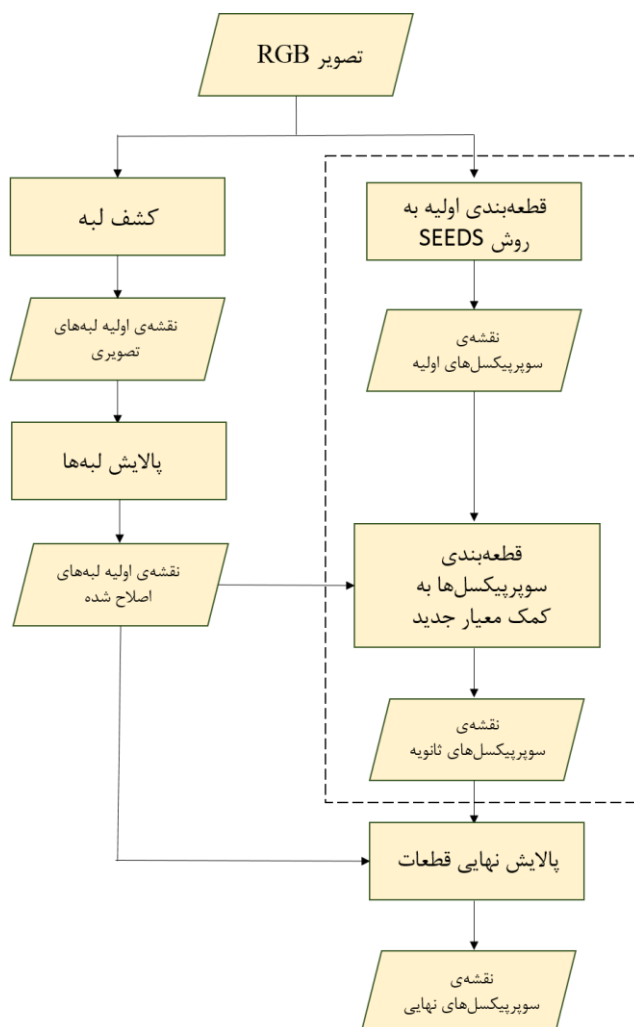 تصویر RGB
کشف لبه
قطعه‌بندی اولیه به
روش SEEDS
نقشه‌ی اولیه لبه‌های
تصویری
نقشه‌ی
سوپرپیکسل‌های اولیه
پالایش لبه‌ها
نقشه‌ی اولیه لبه‌های
اصلاح شده
قطعه‌بندی
سوپرپیکسل‌ها به
کمک معیار جدید
نقشه‌ی
سوپرپیکسل‌های ثانویه
پالایش نهایی قطعات
نقشه‌ی
سوپرپیکسل‌های نهایی